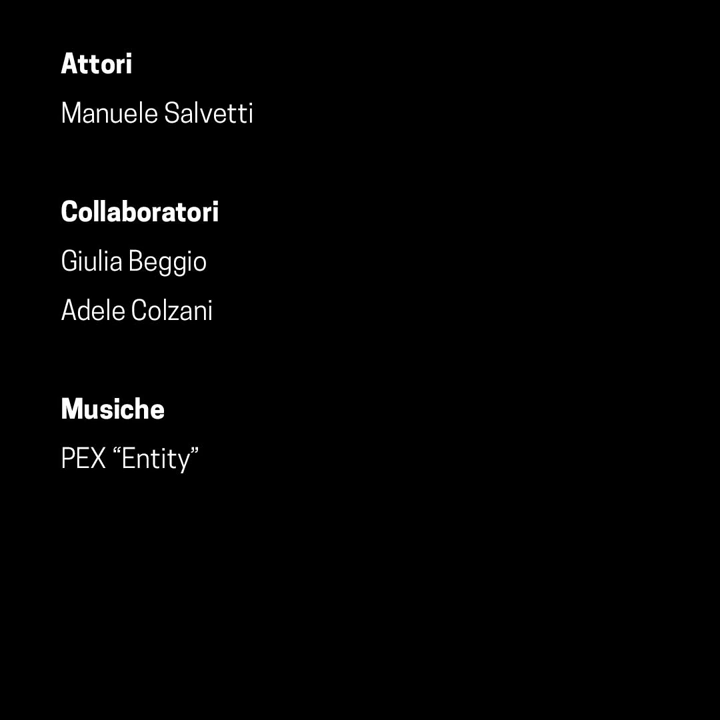 Attori
Manuele Salvetti
Collaboratori
Giulia Beggio
Adele Colzani
Musiche
PEX “Entity”